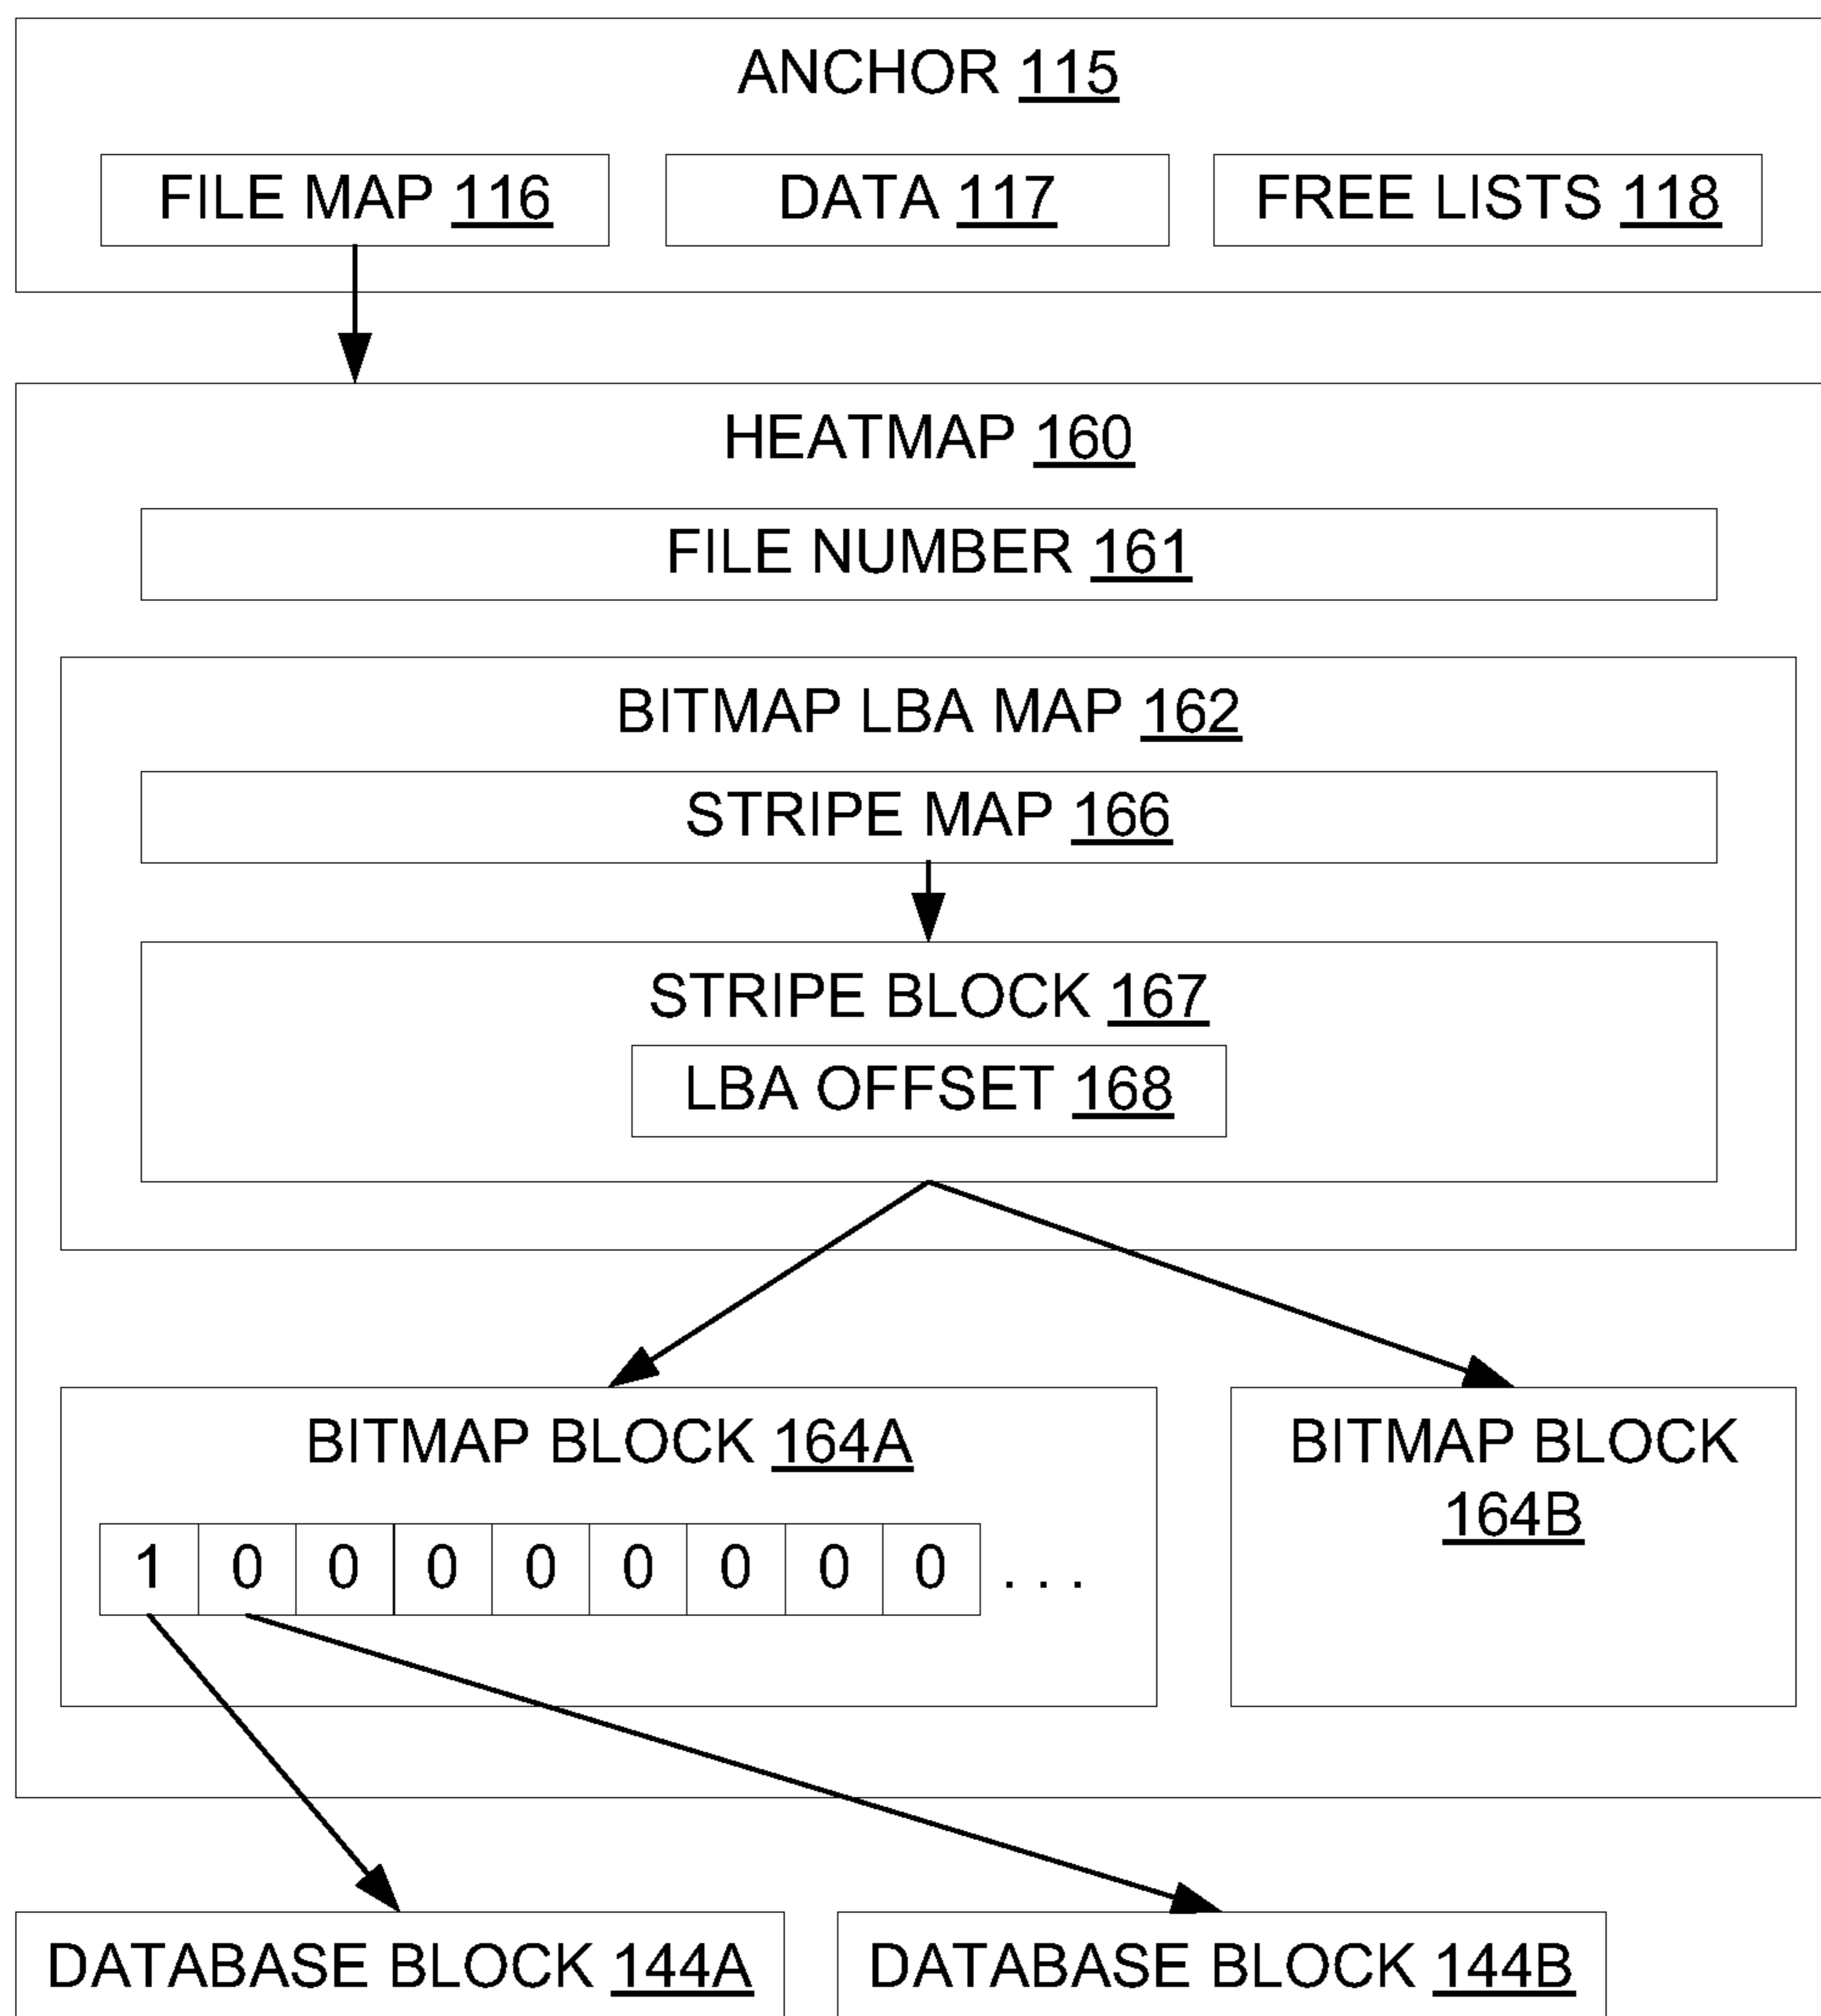 ANCHOR 115
FILE MAP 116 DATA 117 FREE LISTS 118
HEATMAP 160
FILE NUMBER 161
BITMAP LBA MAP 162
STRIPE MAP 166
STRIPE BLOCK 167
LBA OFFSET 168
BITMAP BLOCK 164A
1 0 0 0 0 0 0 0 0 . . .
BITMAP BLOCK
164B
DATABASE BLOCK 144A DATABASE BLOCK 144B